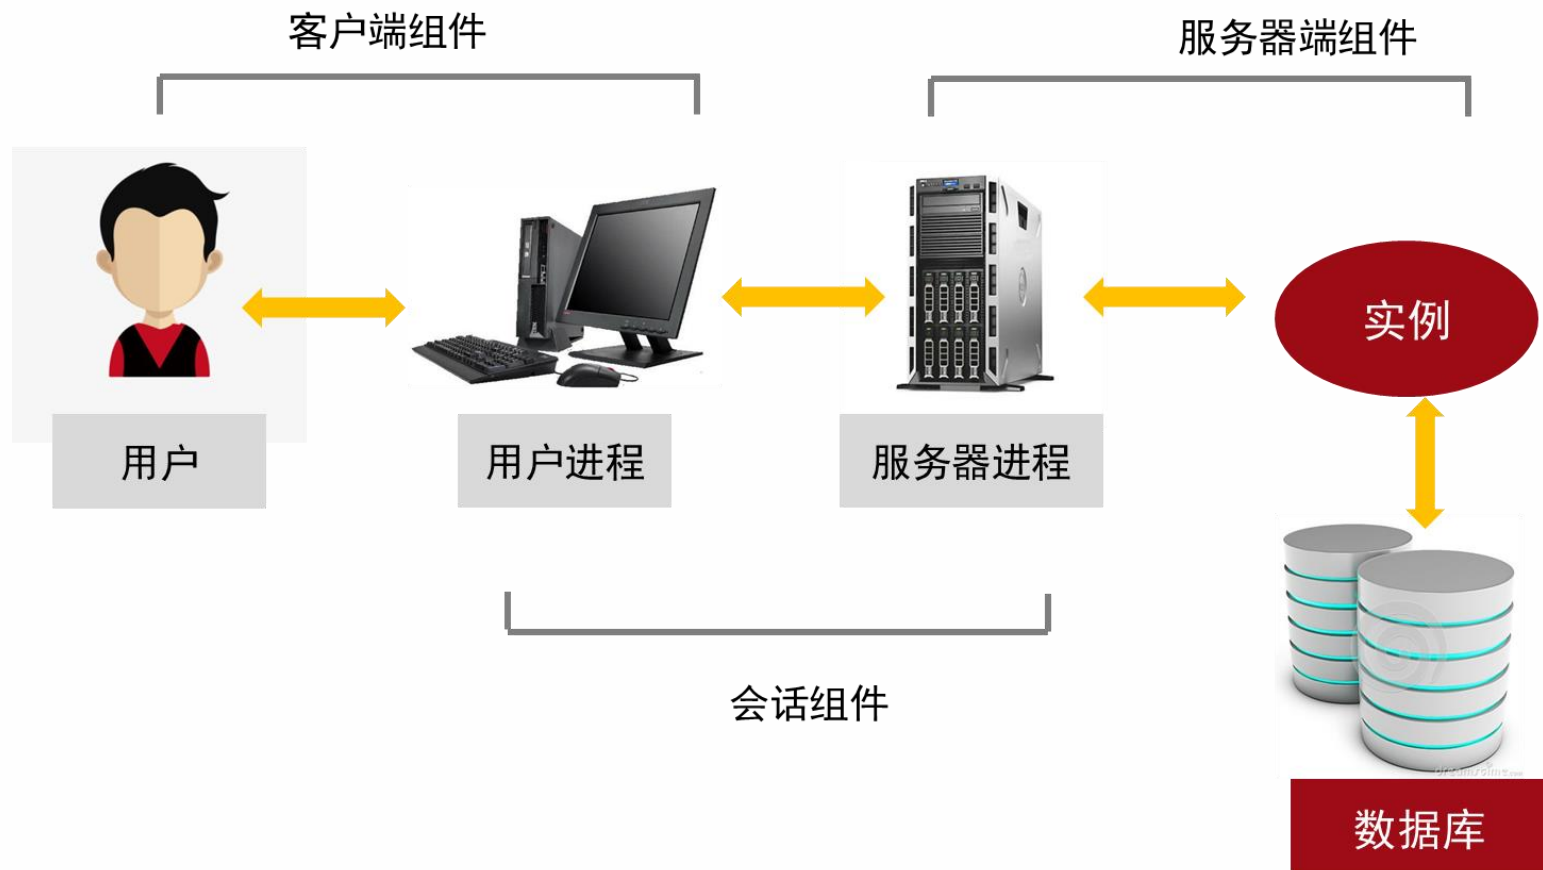 客户端组件
服务器端组件
实例
用户
用户进程
服务器进程
会话组件
数据库